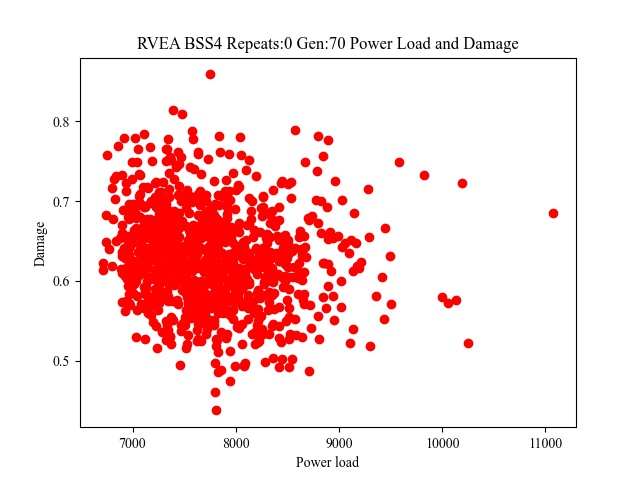 RVEA BSS4 Repeats:0 Gen:70 Power Load and Damage
0.8
0.7
0.6
0.5
Damage
7000 8000 9000 10000 11000
Power load